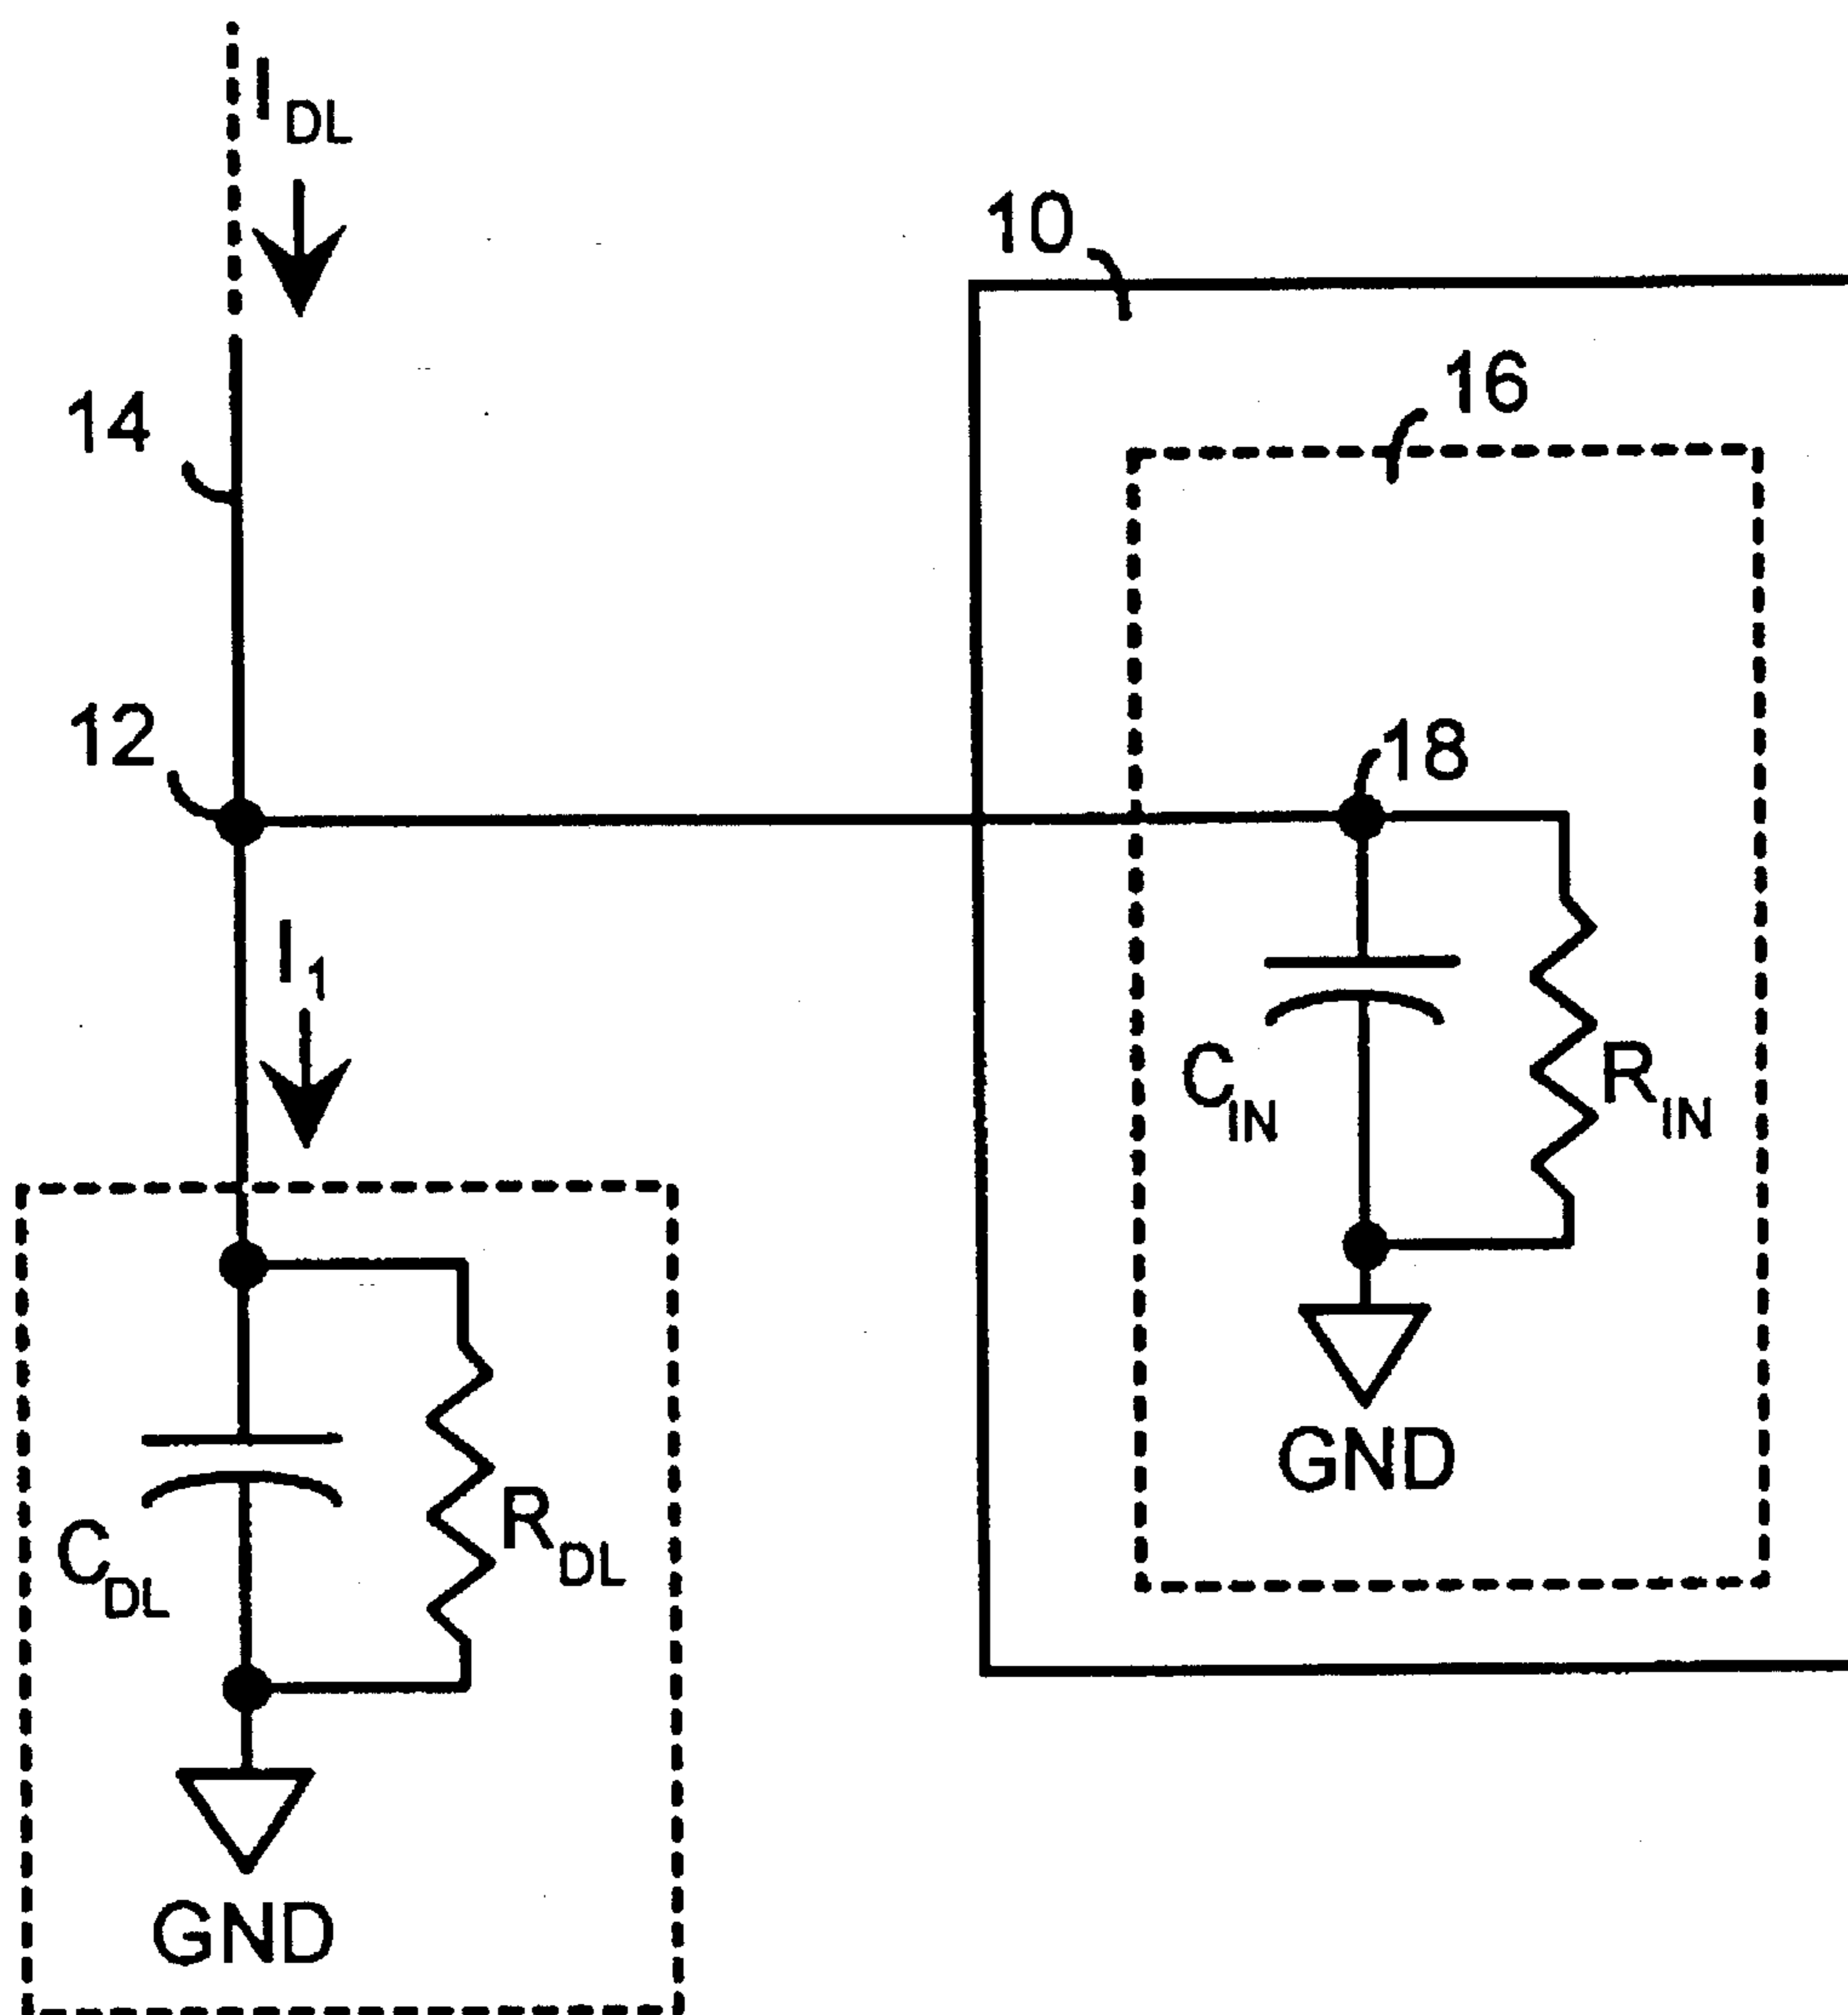 I_DL
10
14
16
12
18
I_1
C_IN
R_IN
GND
R_DL
C_DL
GND